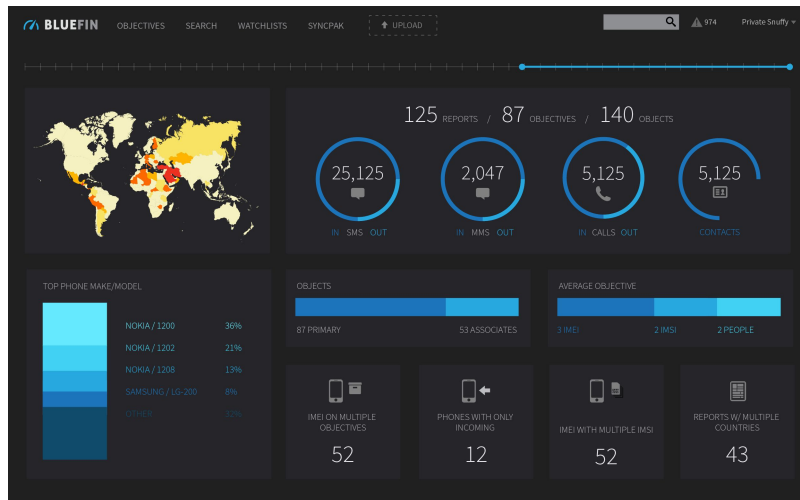 BLUEFIN OBJECTIVES SEARCH WATCHLISTS SYNCPAK UPLOAD 974 Private Snuffy
125 REPORTS / 87 OBJECTIVES / 140 OBJECTS
25,125 2,047 5,125 5,125
IN SMS OUT IN MMS OUT IN CALLS OUT CONTACTS
TOP PHONE MAKE/MODEL
NOKIA / 1200 36%
NOKIA / 1202 21%
NOKIA / 1208 13%
SAMSUNG / LG-200 8%
OTHER 32%
OBJECTS
87 PRIMARY 53 ASSOCIATES
AVERAGE OBJECTIVE
3 IMEI 2 IMSI 2 PEOPLE
IMEI ON MULTIPLE
OBJECTIVES
52
PHONES WITH ONLY
INCOMING
12
IMEI WITH MULTIPLE IMSI
52
REPORTS W/ MULTIPLE
COUNTRIES
43